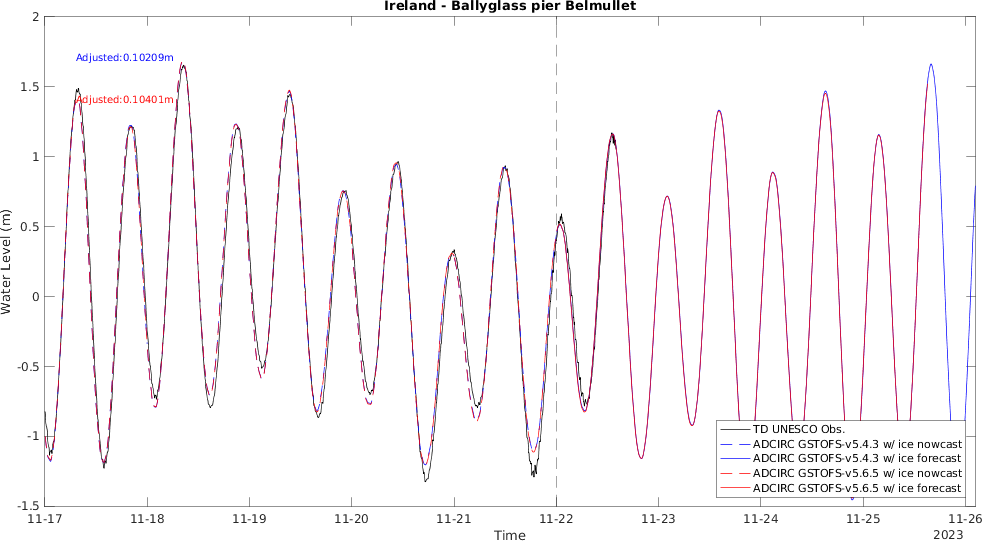 Ireland - Ballyglass pier Belmullet
Adjusted:0.10209m
Adjusted:0.10401m
Water Level (m)
2
1.5
1
0.5
0
-0.5
-1
-1.5
TD UNESCO Obs.
ADCIRC GSTOFS-v5.4.3 w/ ice nowcast
ADCIRC GSTOFS-v5.4.3 w/ ice forecast
ADCIRC GSTOFS-v5.6.5 w/ ice nowcast
ADCIRC GSTOFS-v5.6.5 w/ ice forecast
11-17 11-18 11-19 11-20 11-21 11-22 11-23 11-24 11-25 11-26
Time
2023